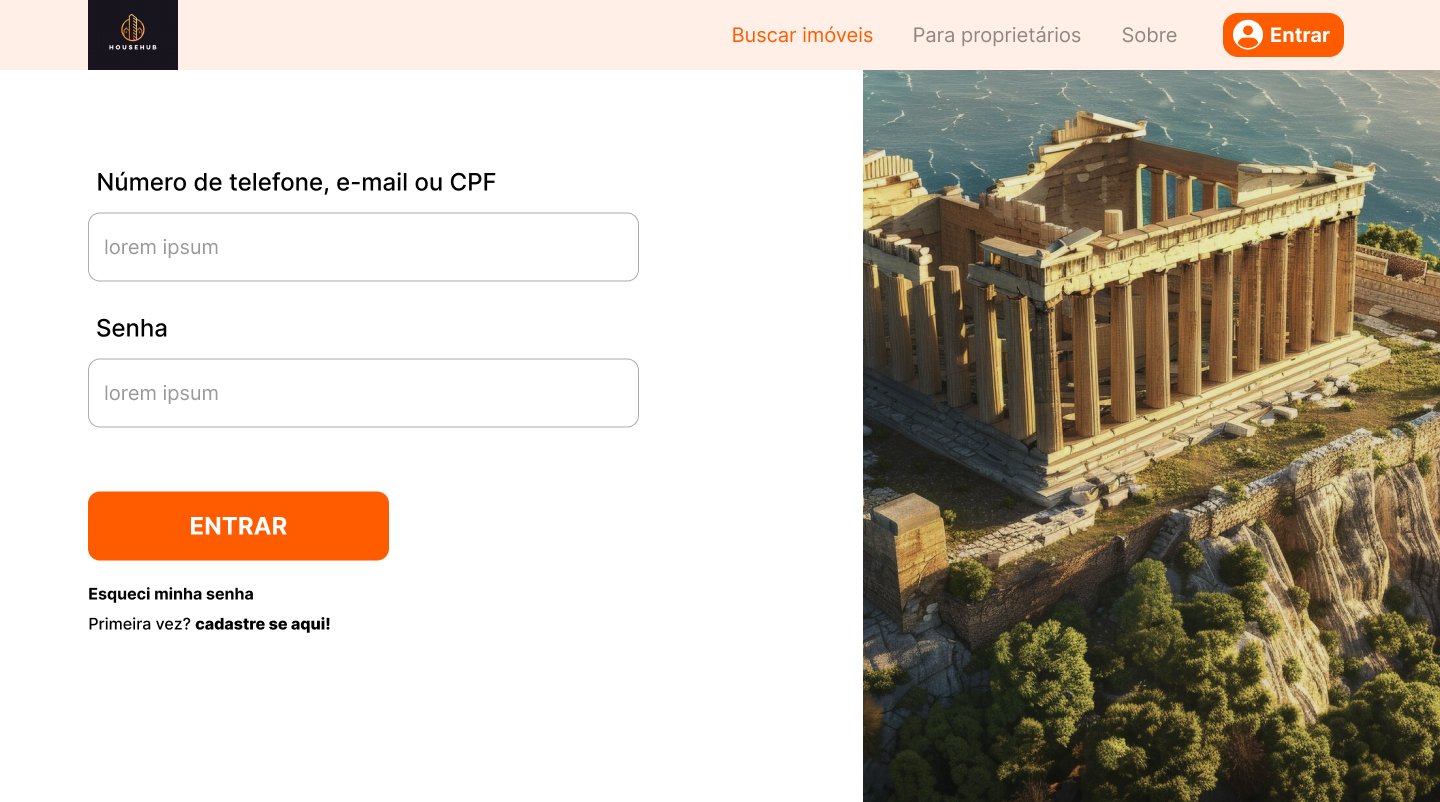 HOUSEHUB
Buscar imóveis
Para proprietários
Sobre
Entrar
Número de telefone, e-mail ou CPF
lorem ipsum
Senha
lorem ipsum
ENTRAR
Esqueci minha senha
Primeira vez? cadastre se aqui!